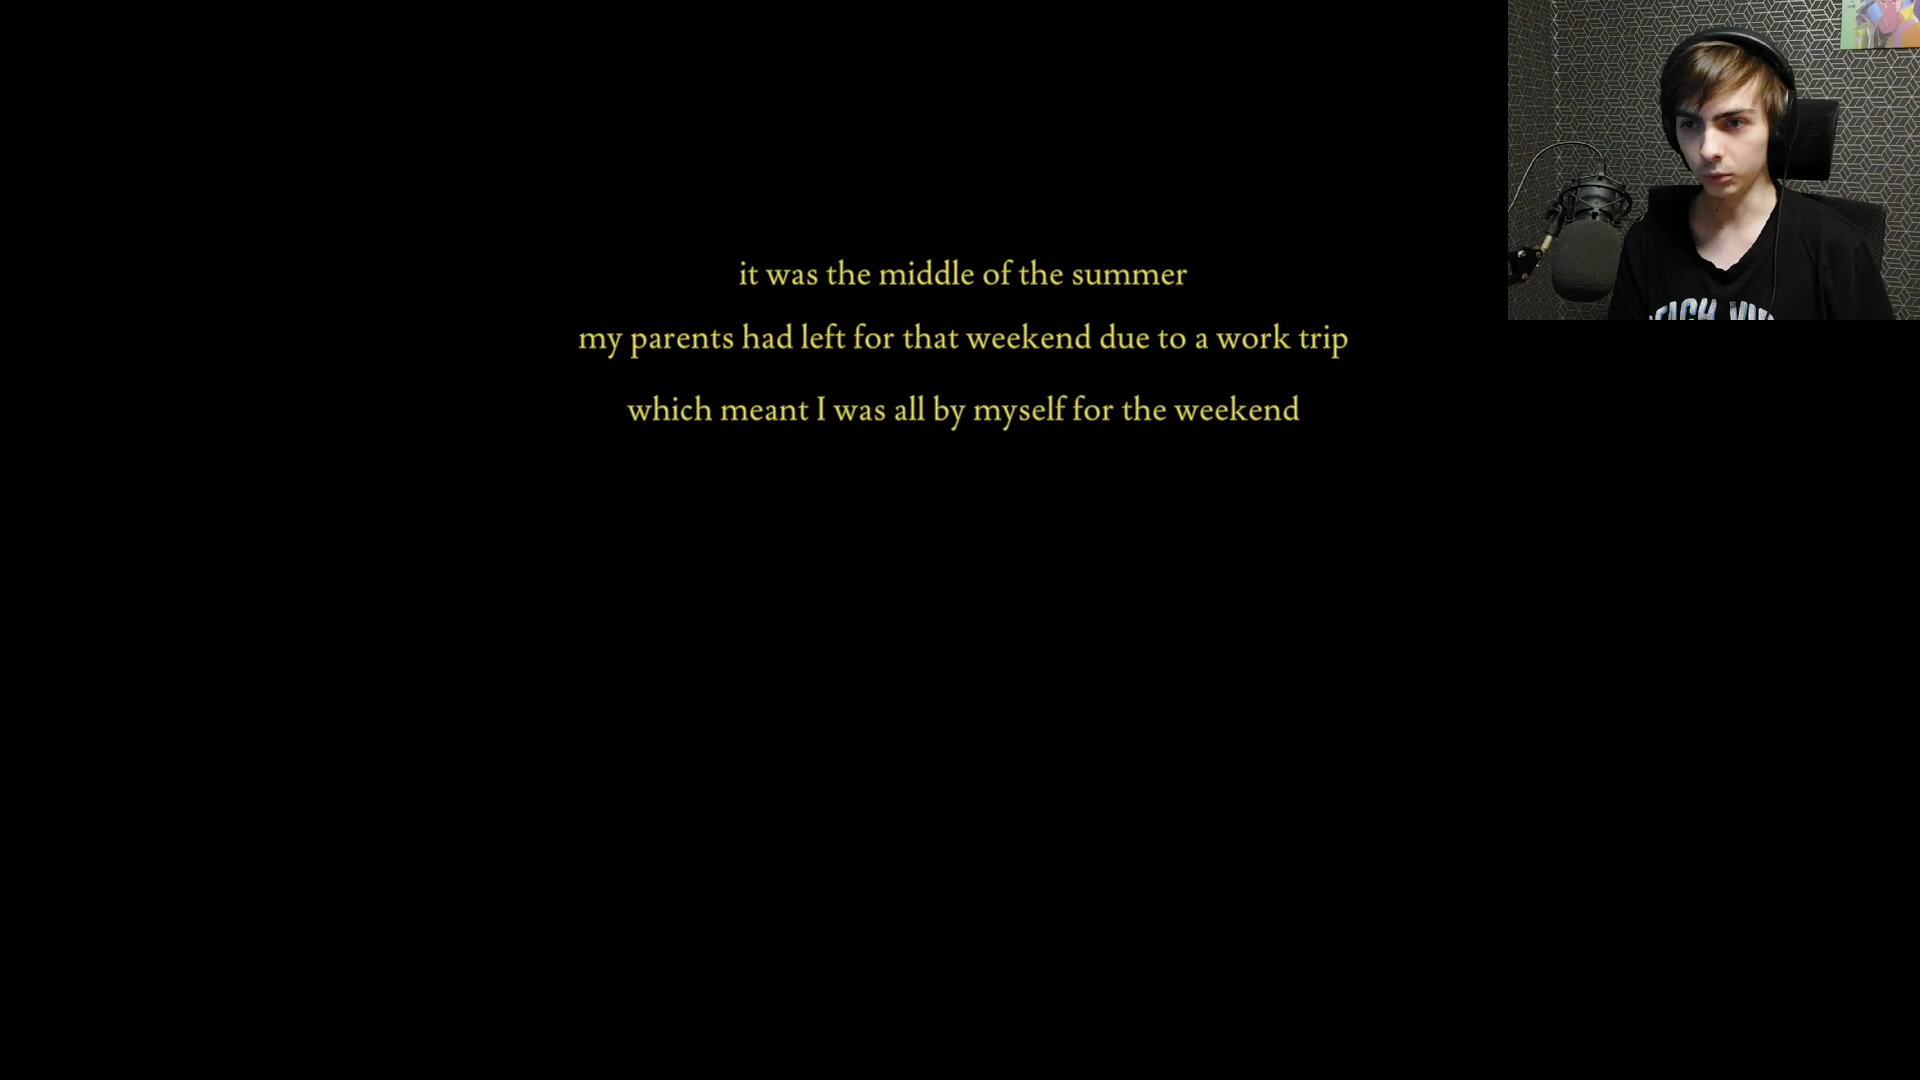 it was the middle of the summer
my parents had left for that weekend due to a work trip
which meant I was all by myself for the weekend